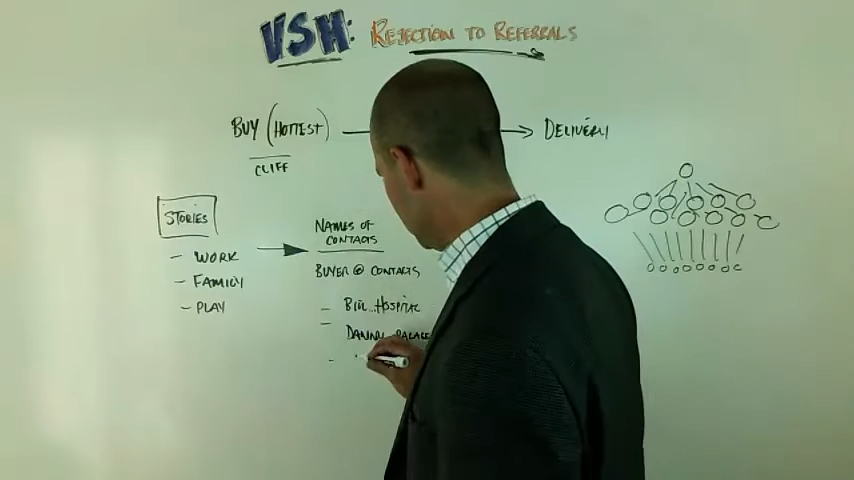 VSH: REJECTION TO REFERRALS
BUY (HOTTEST)
DELIVERY
CLIFF
STORIES
- WORK
- FAMILY
- PLAY
NAMES OF
CONTACTS
BUYER @ CONTACTS
- BILL...HOSPITAL
-
-